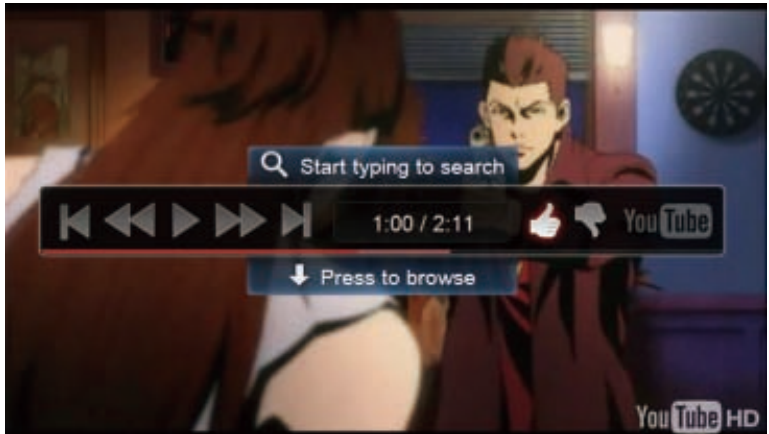 Start typing to search
1:00 / 2:11
YouTube
Press to browse
YouTube HD